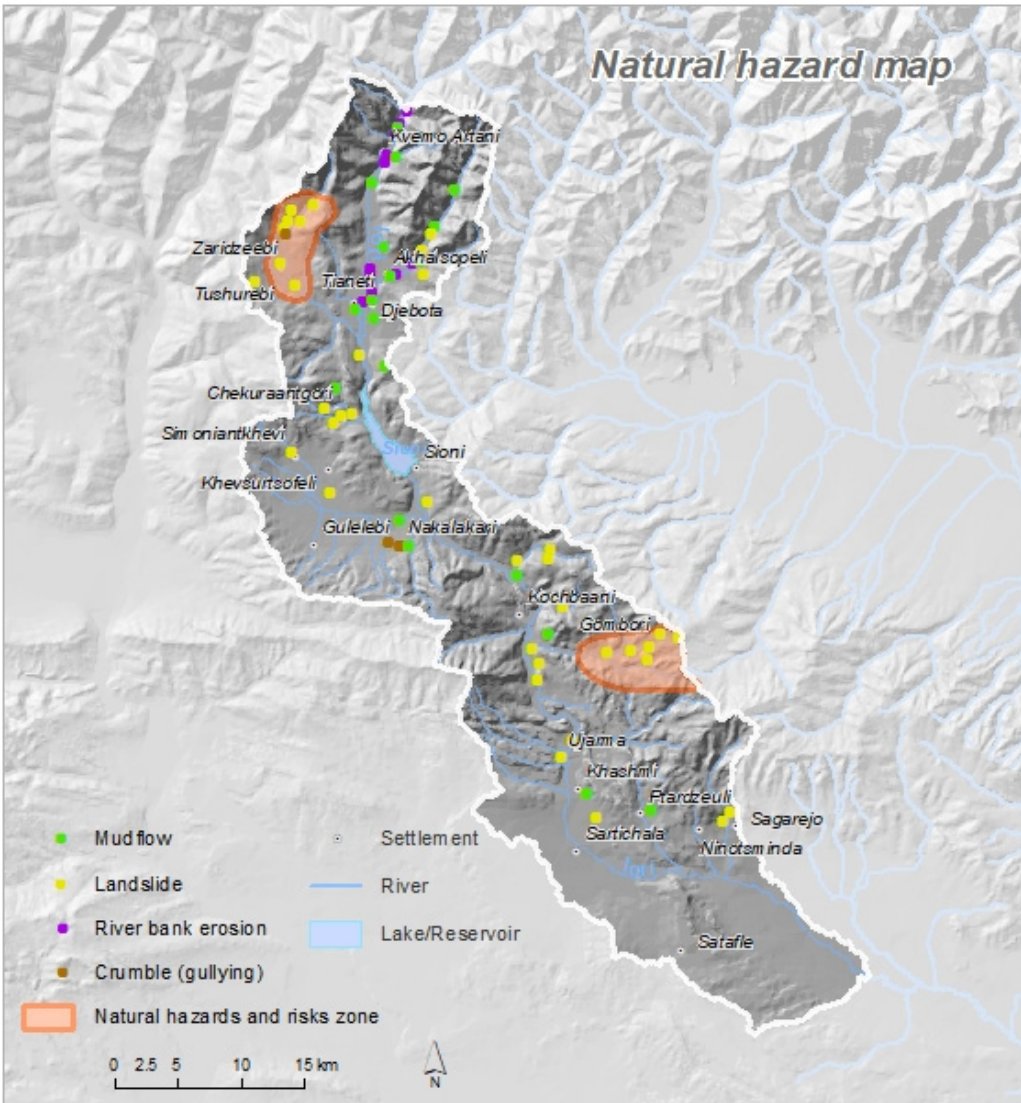 Natural hazard map
Kvemo Artani
Zaridzeebi
Akhalsopeli
Tushurebi
Tianeti
Djebota
Chekuraantgori
Simoniantkhevi
Sioni
Khevsurtsofeli
Gulelebi
Nakalakari
Kochbaani
Gombori
Ujarma
Khashmi
Ptardzeuli
Sartichala
Sagarejo
Ninotsminda
Iori
Satafle
Mudflow
Landslide
River bank erosion
Crumble (gullying)
Natural hazards and risks zone
Settlement
River
Lake/Reservoir
0 2.5 5 10 15 km
N